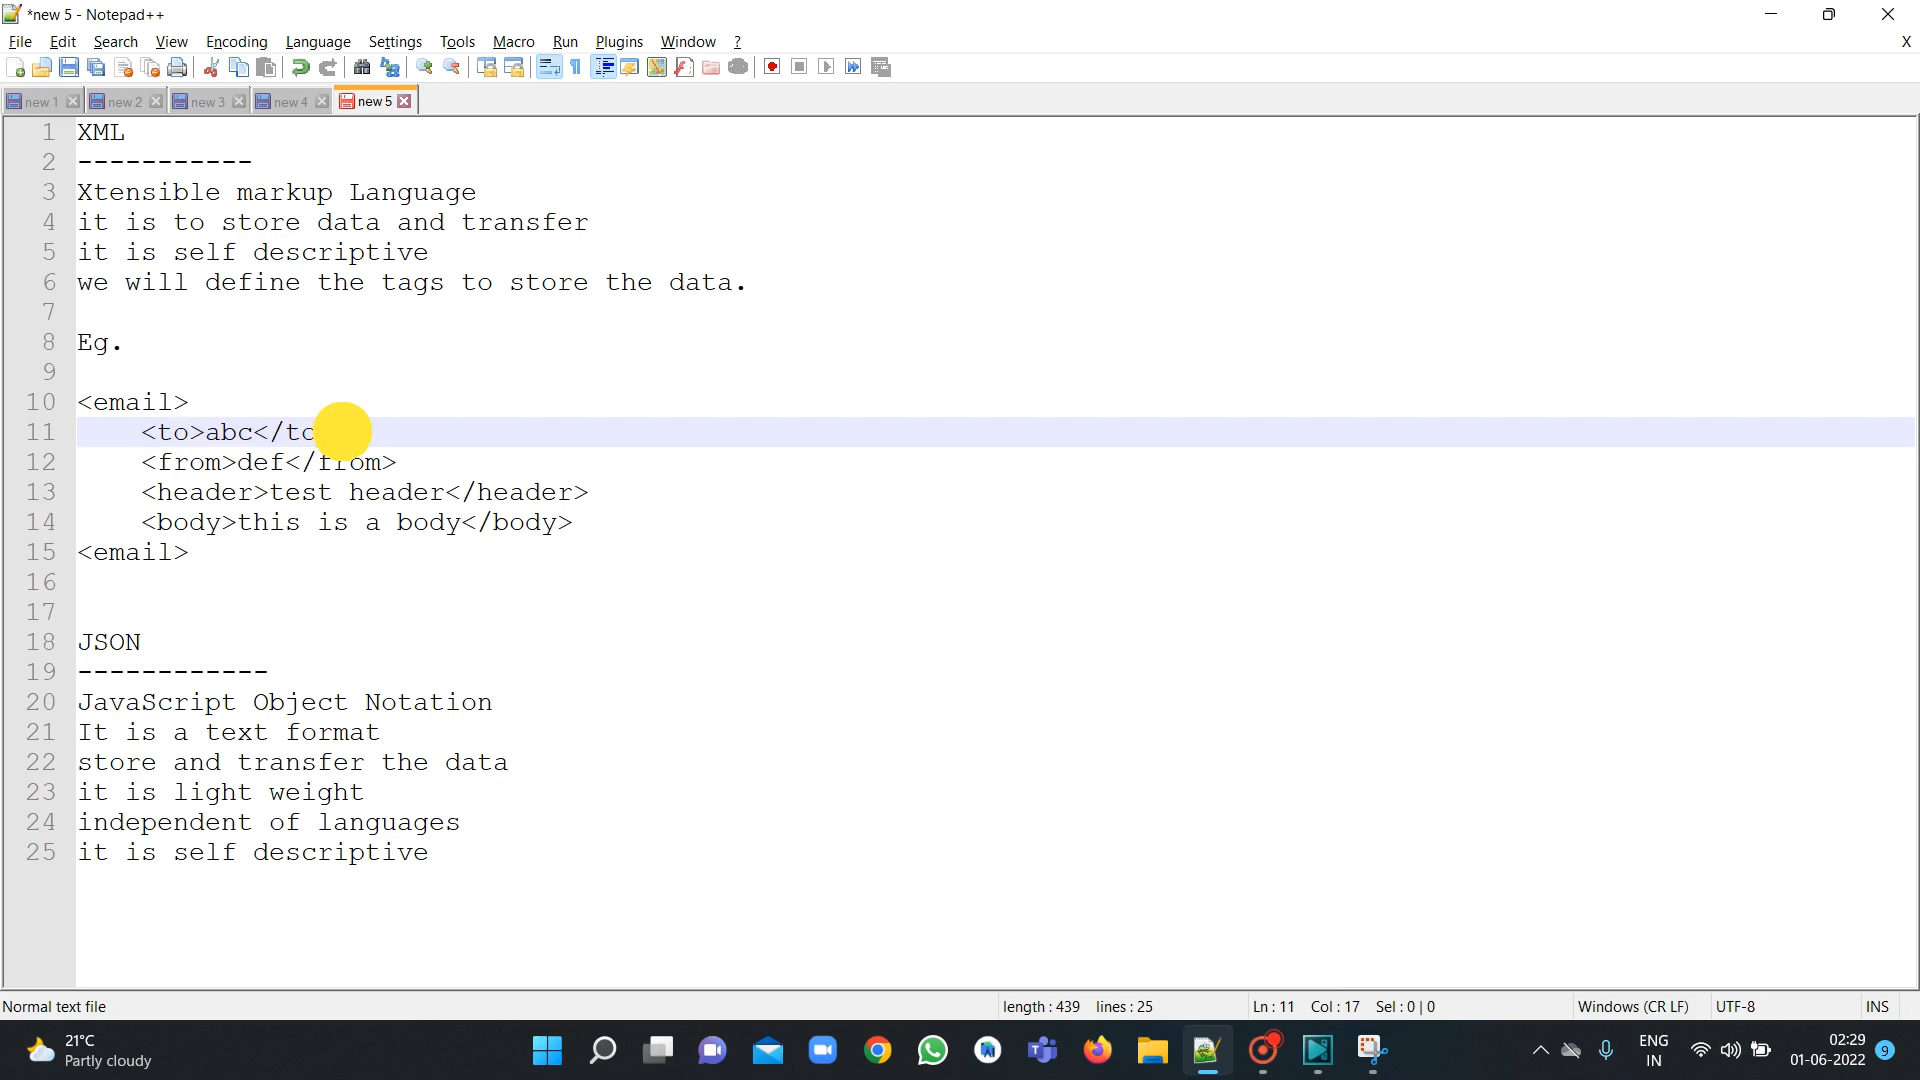 *new 5 - Notepad++
File Edit Search View Encoding Language Settings Tools Macro Run Plugins Window ?
X
new 1 new 2 new 3 new 4 new 5
1 XML
2 -----------
3 Xtensible markup Language
4 it is to store data and transfer
5 it is self descriptive
6 we will define the tags to store the data.
7
8 Eg.
9
10 <email>
11 <to>abc</to
12 <from>def</from>
13 <header>test header</header>
14 <body>this is a body</body>
15 <email>
16
17
18 JSON
19 ------------
20 JavaScript Object Notation
21 It is a text format
22 store and transfer the data
23 it is light weight
24 independent of languages
25 it is self descriptive
Normal text file length : 439 lines : 25 Ln : 11 Col : 17 Sel : 0 | 0 Windows (CR LF) UTF-8 INS
21°C
Partly cloudy
ENG
IN
02:29
01-06-2022
9